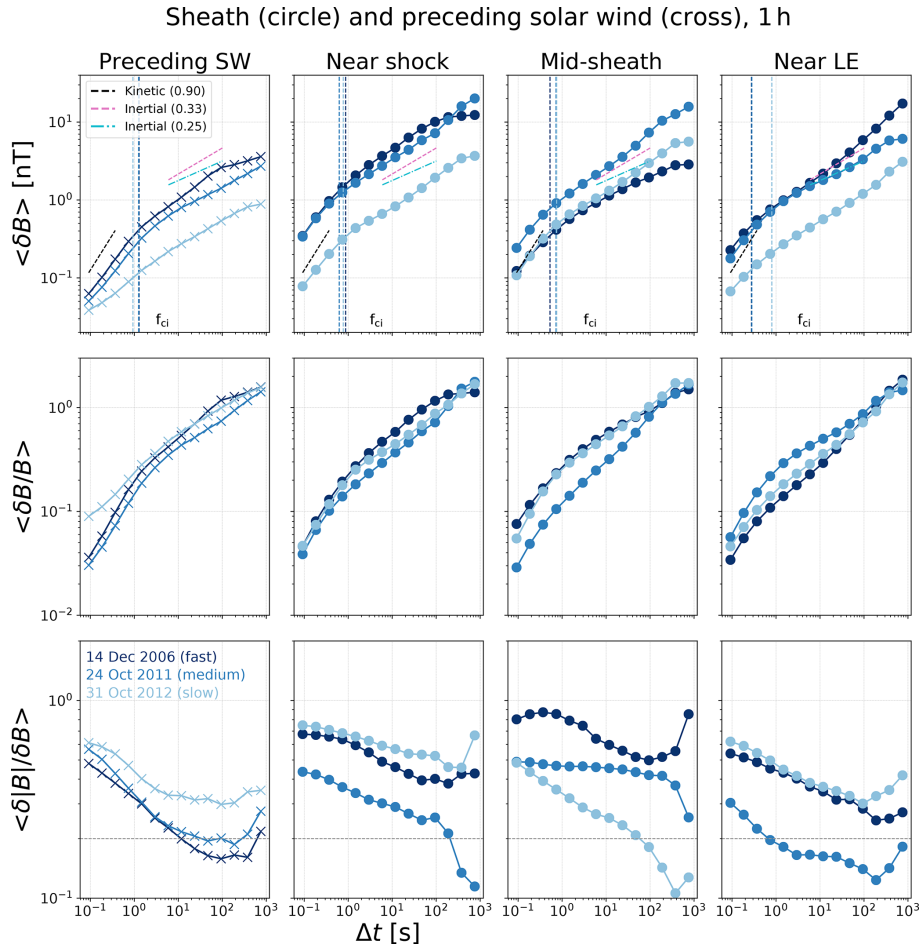 Sheath (circle) and preceding solar wind (cross), 1 h
Preceding SW
Near shock
Mid-sheath
Near LE
Kinetic (0.90)
Inertial (0.33)
Inertial (0.25)
<δB> [nT]
10¹
10⁰
10⁻¹
f_ci
f_ci
f_ci
f_ci
<δB/B>
10⁰
10⁻¹
10⁻²
14 Dec 2006 (fast)
24 Oct 2011 (medium)
31 Oct 2012 (slow)
<δ|B|/δB>
10⁰
10⁻¹
10⁻¹ 10⁰ 10¹ 10² 10³
10⁻¹ 10⁰ 10¹ 10² 10³
10⁻¹ 10⁰ 10¹ 10² 10³
10⁻¹ 10⁰ 10¹ 10² 10³
Δt [s]